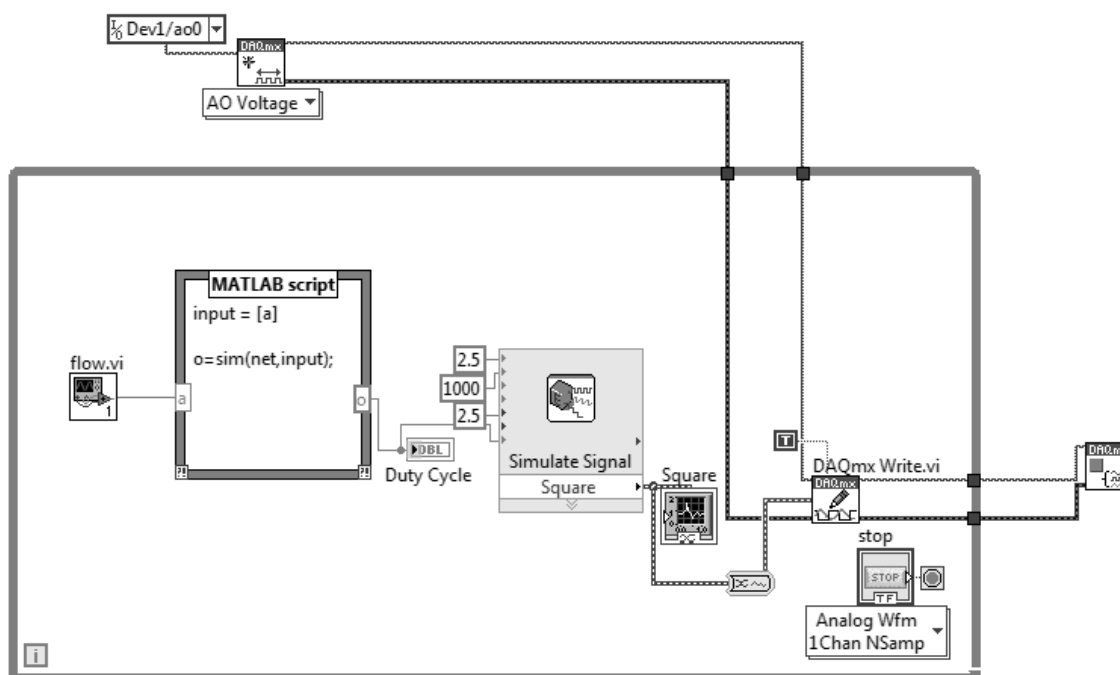 I/O Dev1/ao0
DAQmx
AO Voltage
MATLAB script
input = [a]
o=sim(net,input);
flow.vi
1
a
o
DBL
Duty Cycle
2.5
1000
2.5
Simulate Signal
Square
Square
T
DAQmx Write.vi
DAQmx
stop
STOP
TF
Analog Wfm
1Chan NSamp
i